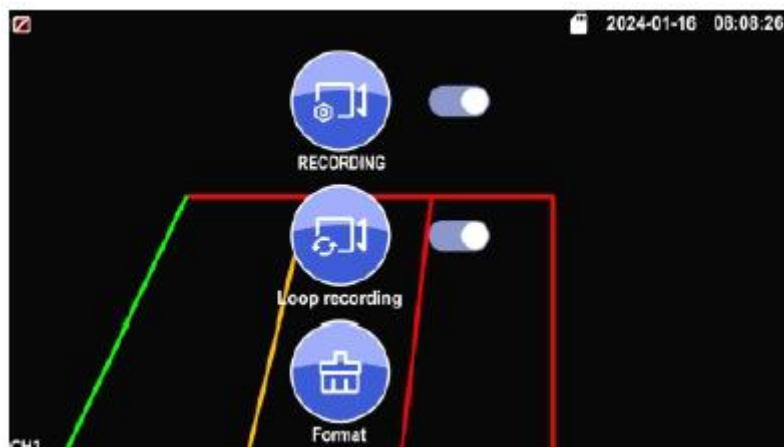 2024-01-16 08:08:26
RECORDING
Loop recording
Format
CH1